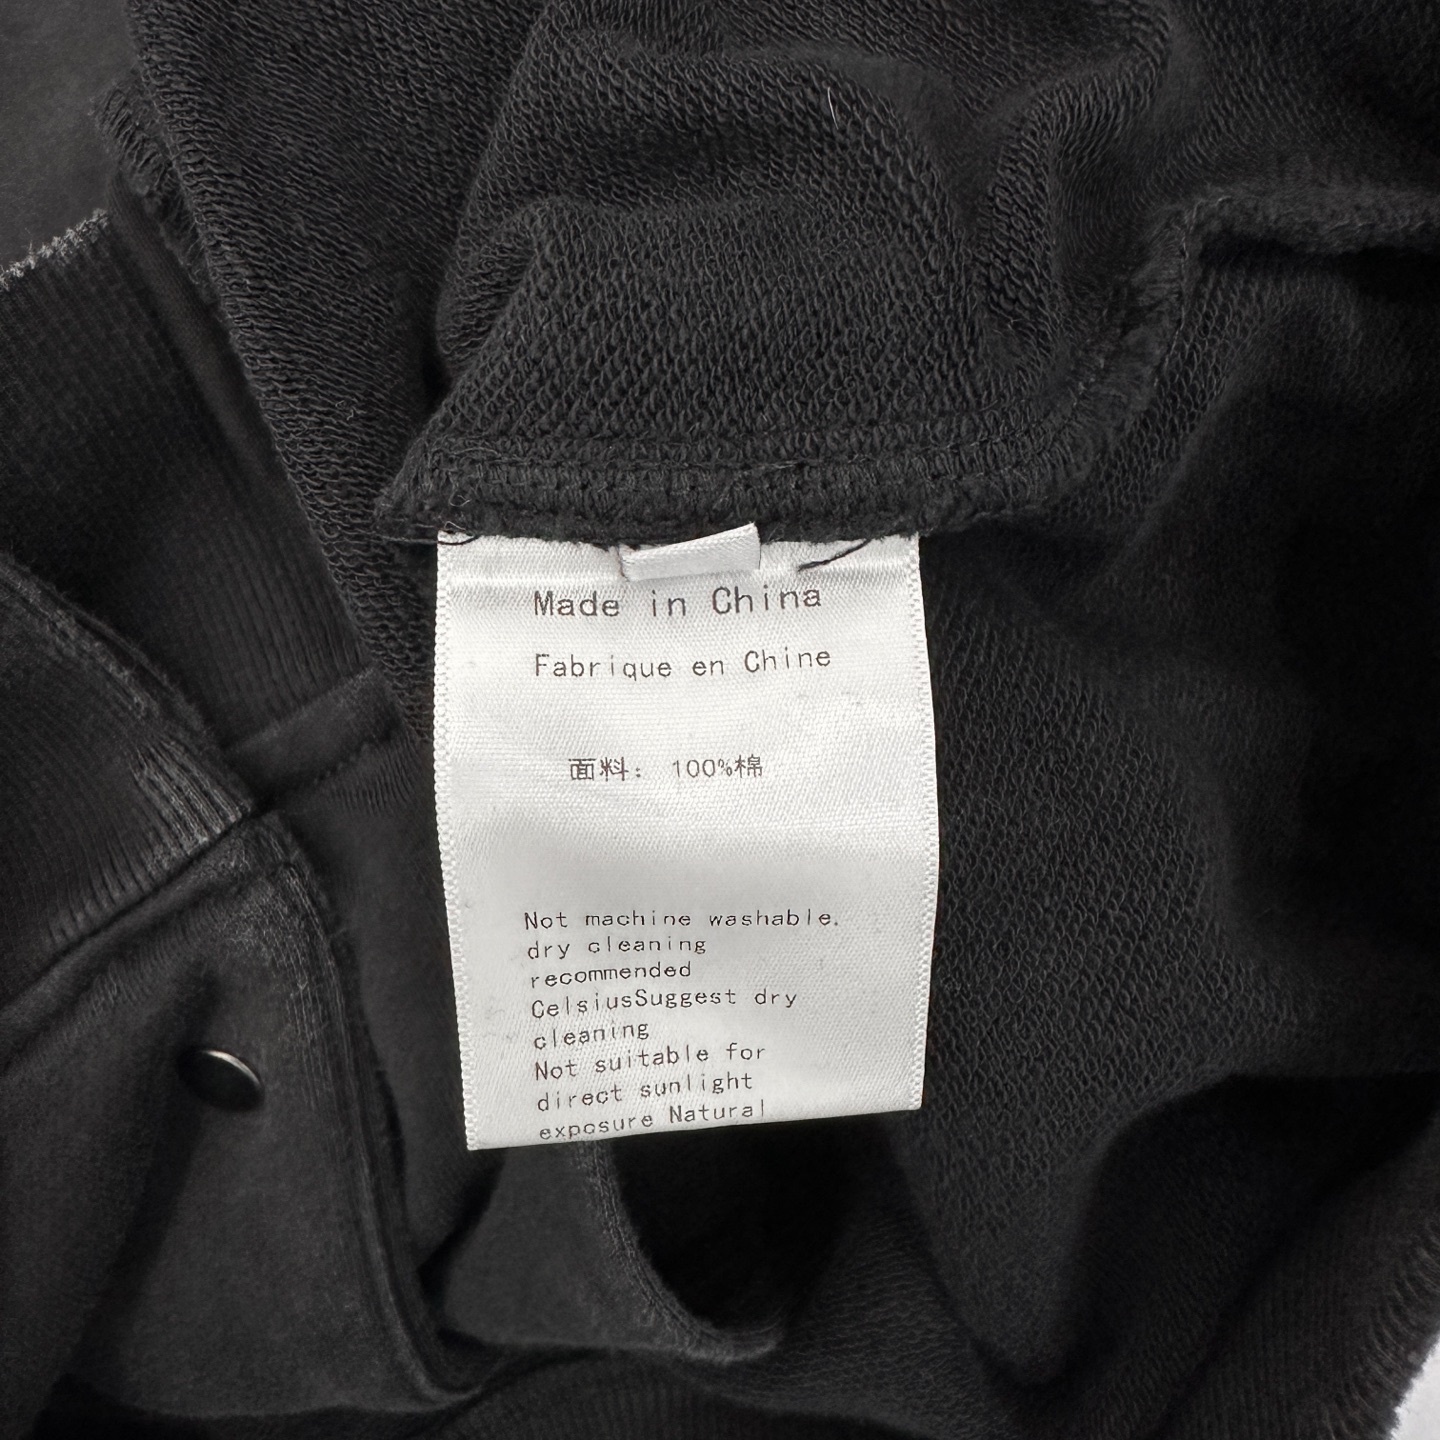 Made in China
Fabrique en Chine
面料: 100%棉
Not machine washable.
dry cleaning
recommended
CelsiusSuggest dry
cleaning
Not suitable for
direct sunlight
exposure Natural